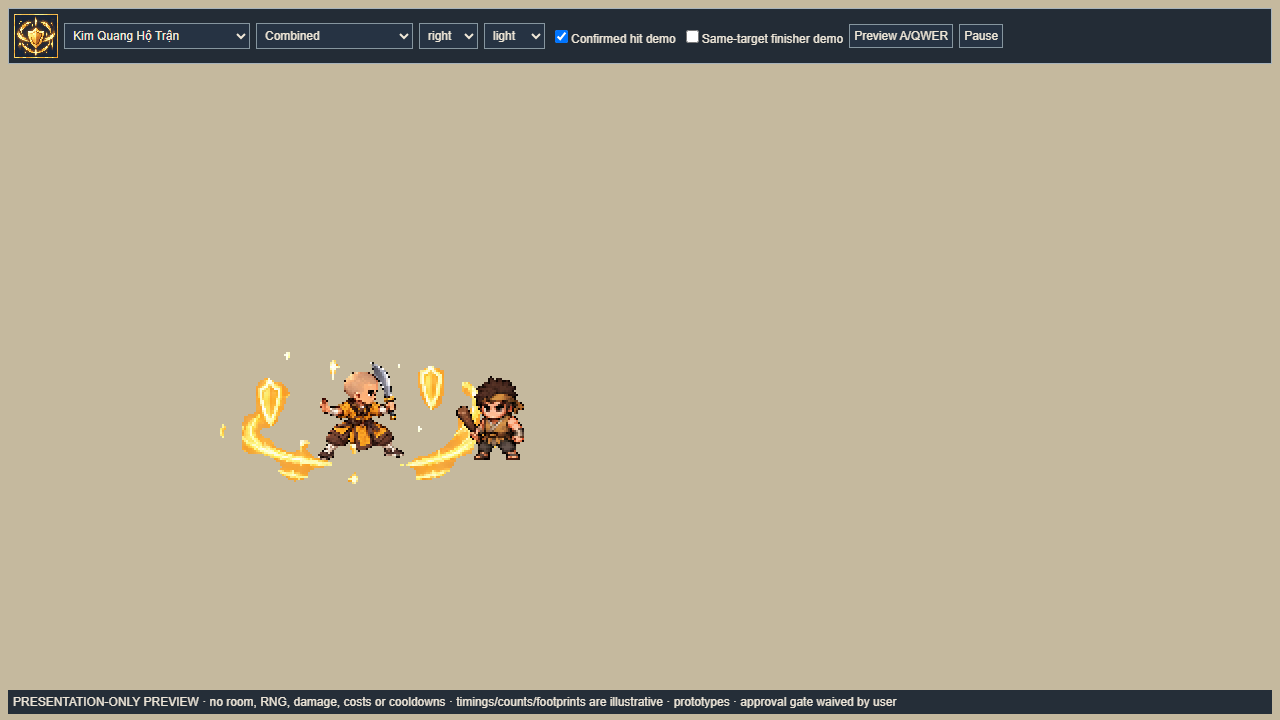 Kim Quang Hộ Trận Combined right light Confirmed hit demo Same-target finisher demo Preview A/QWER Pause
PRESENTATION-ONLY PREVIEW · no room, RNG, damage, costs or cooldowns · timings/counts/footprints are illustrative · prototypes · approval gate waived by user